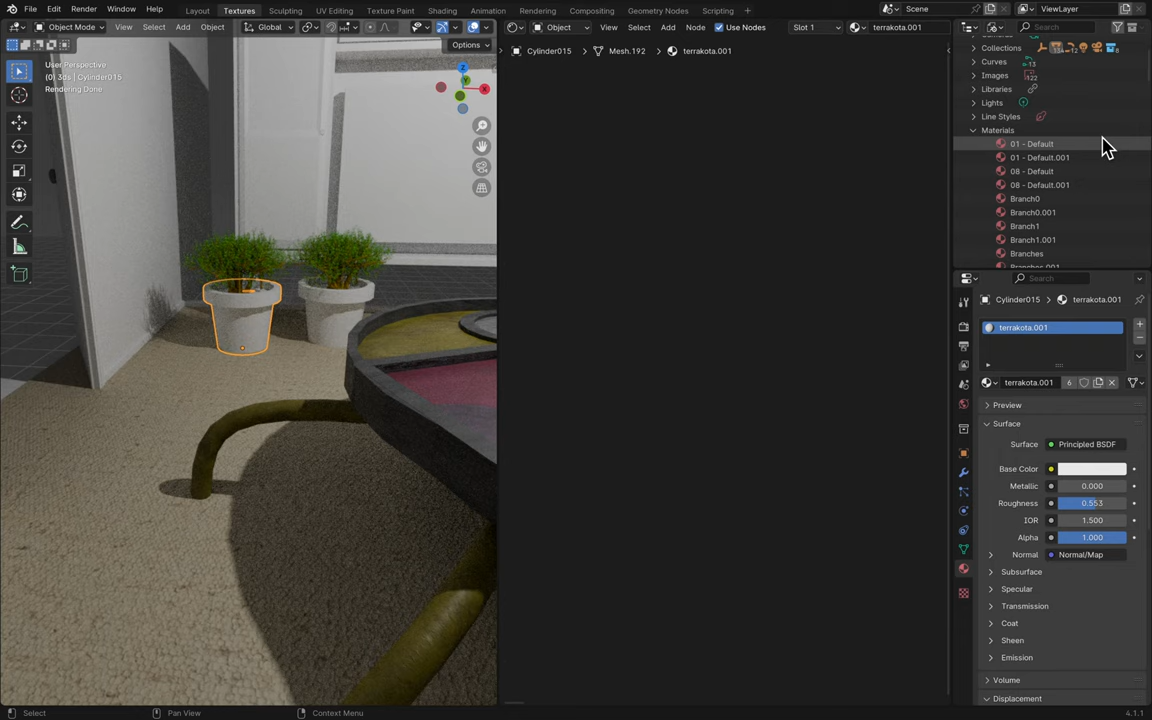 File Edit Render Window Help Layout Textures Sculpting UV Editing Texture Paint Shading Animation Rendering Compositing Geometry Nodes Scripting + Scene ViewLayer
Object Mode View Select Add Object Global Object View Select Add Node Use Nodes Slot 1 terrakota.001 Search
Options
User Perspective
(0) 3ds | Cylinder015
Rendering Done
Z
Y
X
Cylinder015 > Mesh.192 > terrakota.001
Collections
Curves 13
Images 122
Libraries
Lights
Line Styles
Materials
01 - Default
01 - Default.001
08 - Default
08 - Default.001
Branch0
Branch0.001
Branch1
Branch1.001
Branches
Branches.001
Search
Cylinder015 > terrakota.001
terrakota.001
terrakota.001 6
Preview
Surface
Surface Principled BSDF
Base Color
Metallic 0.000
Roughness 0.553
IOR 1.500
Alpha 1.000
Normal Normal/Map
Subsurface
Specular
Transmission
Coat
Sheen
Emission
Volume
Displacement
Select Pan View Context Menu 4.1.1